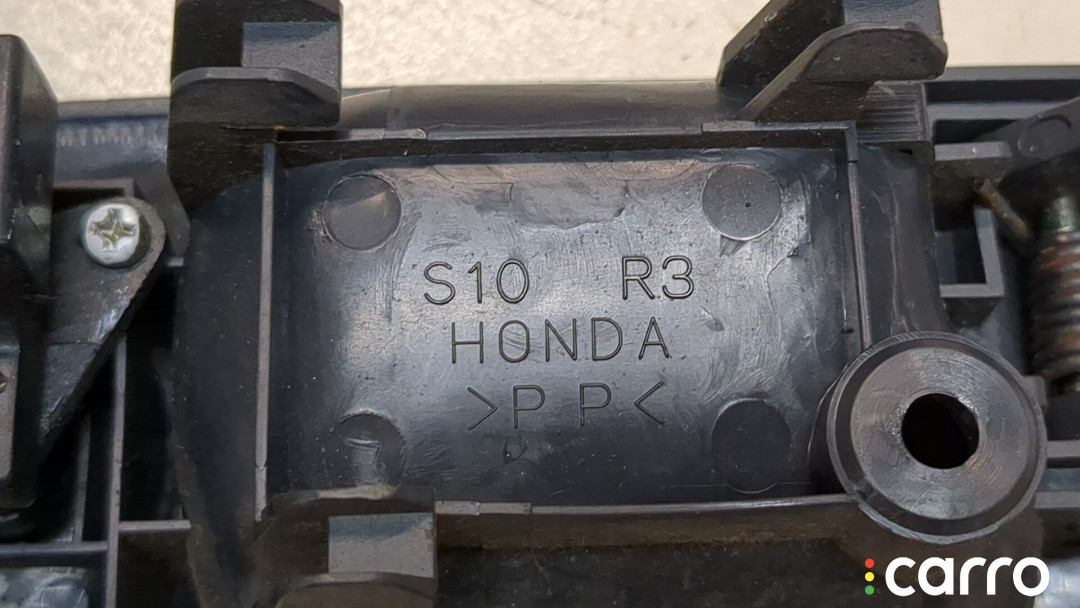 S10 R3
HONDA
>PP<
carro